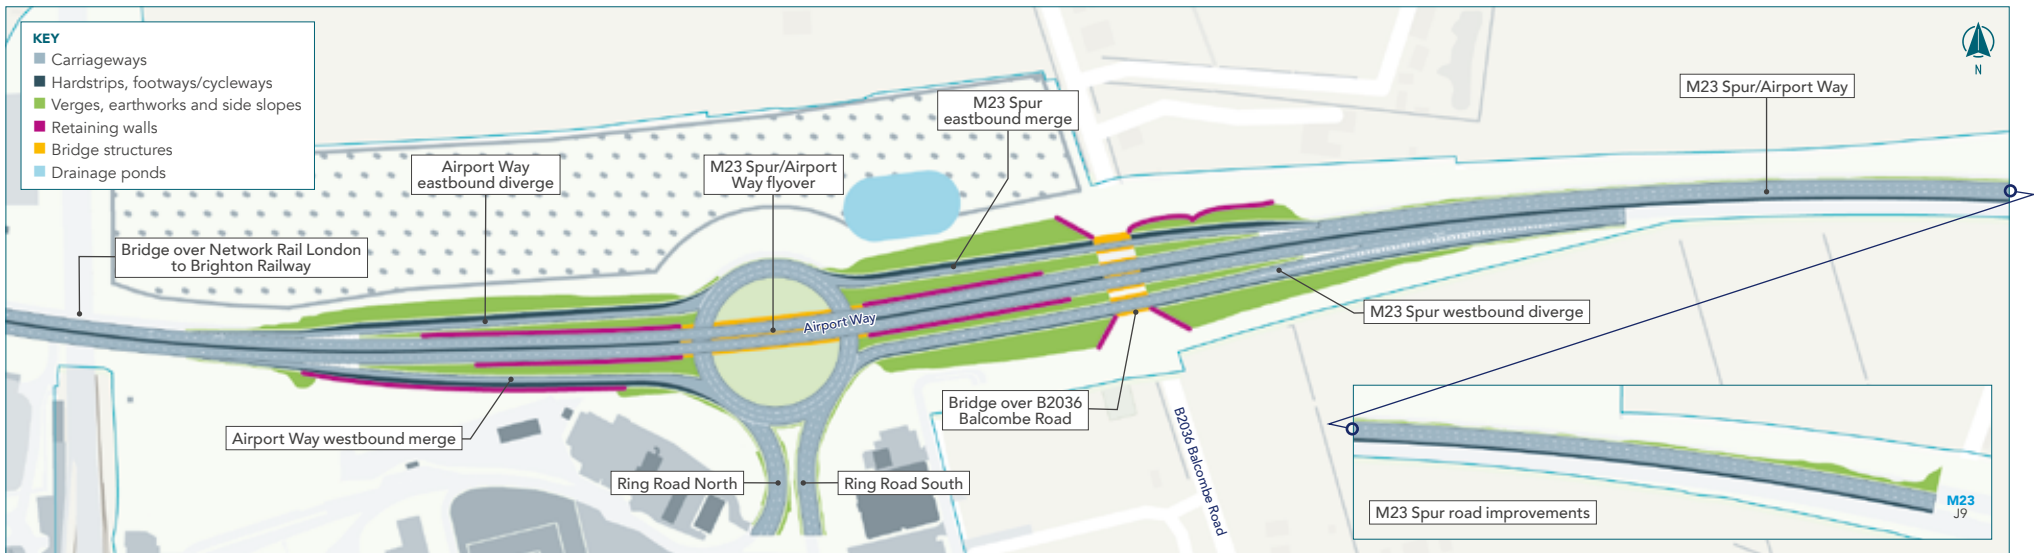 KEY
Carriageways
Hardstrips, footways/cycleways
Verges, earthworks and side slopes
Retaining walls
Bridge structures
Drainage ponds
N
M23 Spur/Airport Way
M23 Spur
eastbound merge
Airport Way
eastbound diverge
M23 Spur/Airport
Way flyover
Bridge over Network Rail London
to Brighton Railway
Airport Way
M23 Spur westbound diverge
Bridge over B2036
Balcombe Road
Airport Way westbound merge
B2036 Balcombe Road
Ring Road North
Ring Road South
M23 Spur road improvements
M23
J9